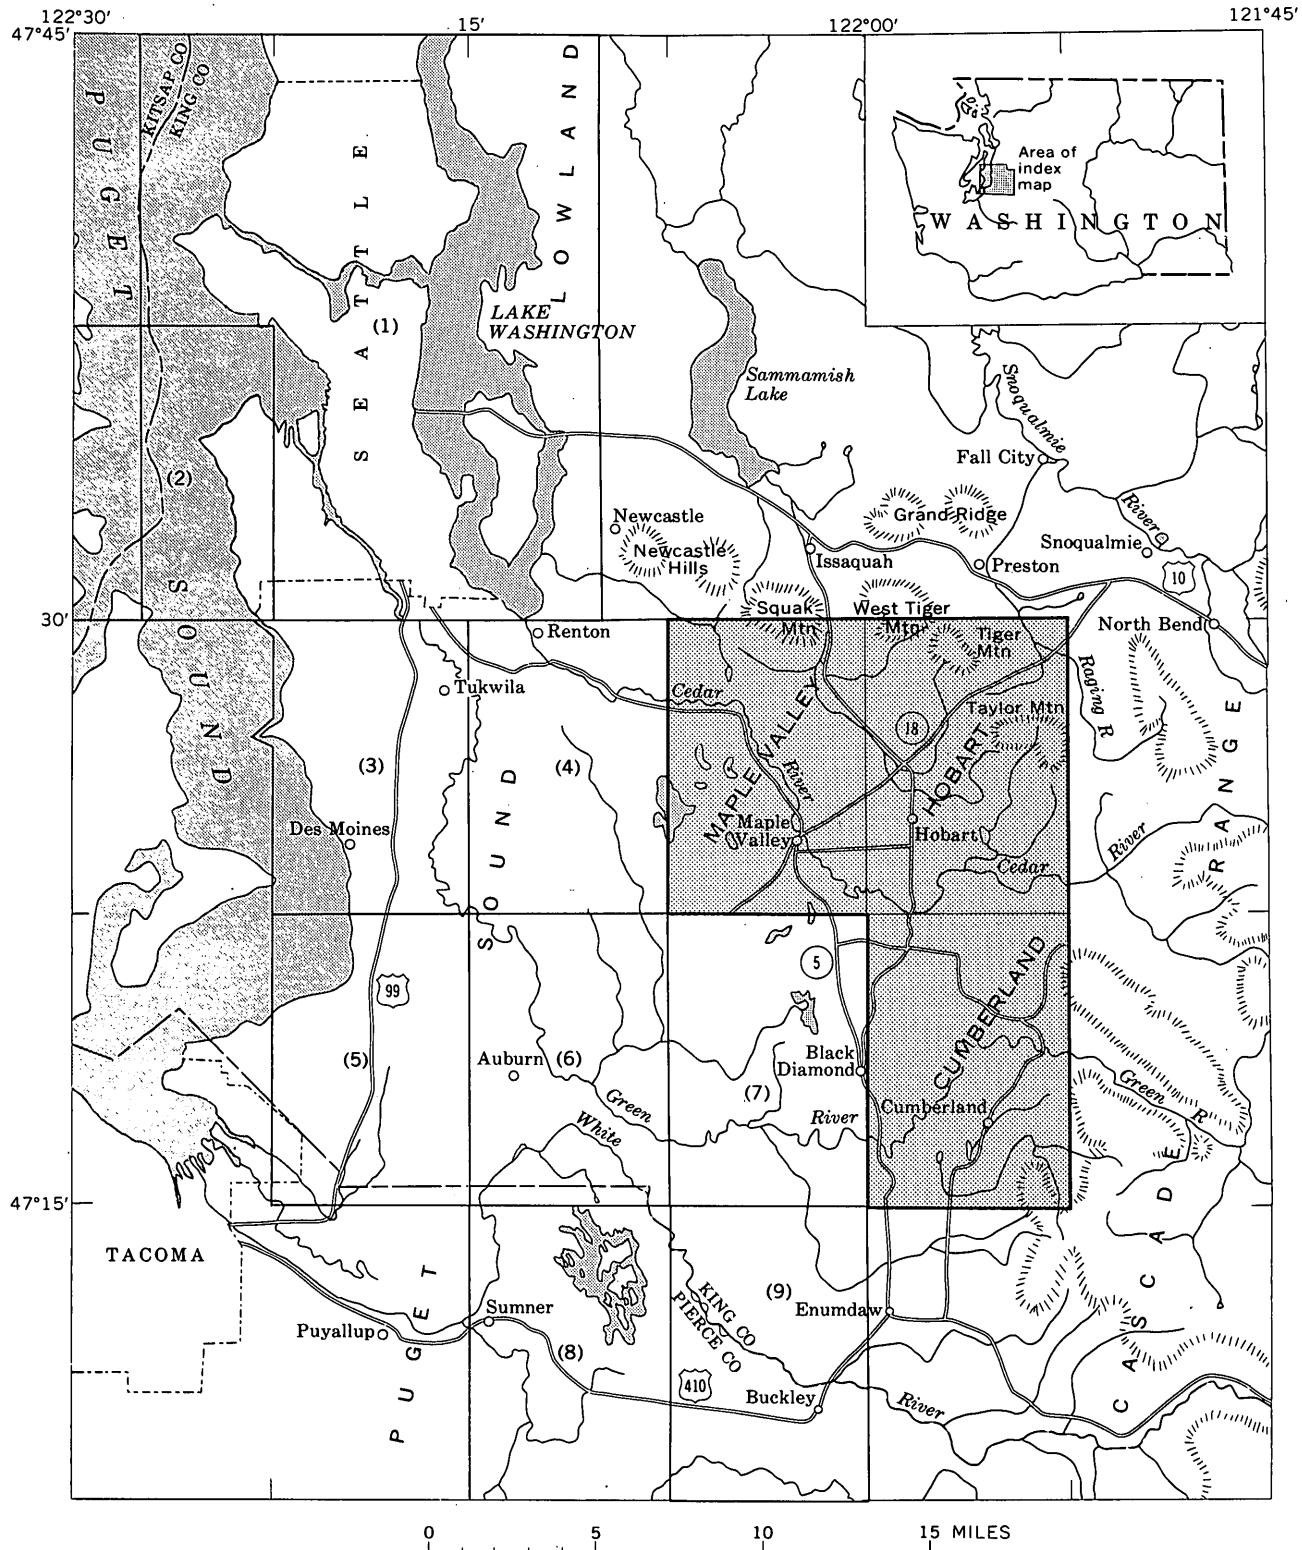 122°30'
15'
122°00'
121°45'
47°45'
KITSAP CO
KING CO
PUGET SOUND
SEATTLE
LOWLAND
Area of
index
map
WASHINGTON
(1)
LAKE
WASHINGTON
Sammamish
Lake
Snoqualmie
River
Fall City
(2)
Grand Ridge
Newcastle
Newcastle
Hills
Snoqualmie
Issaquah
Preston
10
Squak
Mtn
West Tiger
Mtn
Tiger
Mtn
North Bend
30'
Renton
Tukwila
Cedar
River
Raging R
Taylor Mtn
MAPLE VALLEY
18
HOBART
(3)
(4)
Des Moines
Maple
Valley
Hobart
Cedar
River
SOUND
RANGE
5
99
CUMBERLAND
(5)
Auburn
(6)
Black
Diamond
(7)
Green
River
Green R
White
Cumberland
47°15'
TACOMA
KING CO
PIERCE CO
(9)
Enumdaw
Sumner
Puyallup
(8)
PUGET
410
Buckley
River
CASCADE
0 5 10 15 MILES